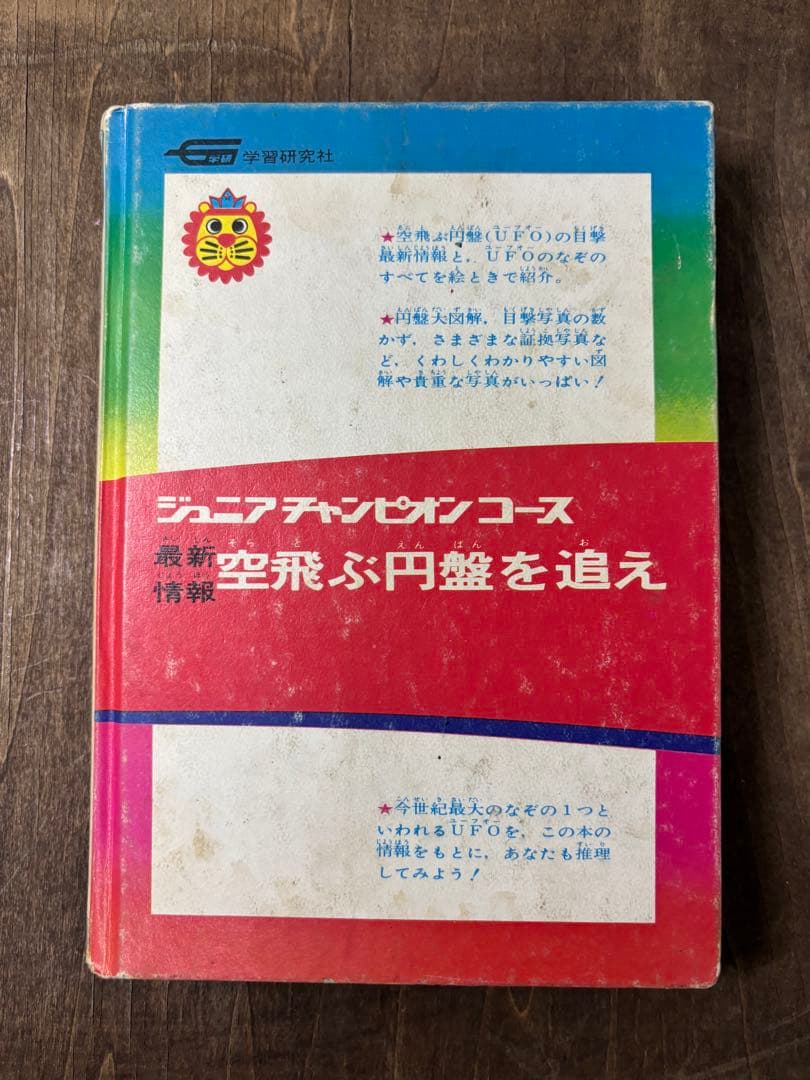 学研 学習研究社
★空飛ぶ円盤(UFO)の目撃
最新情報と，UFOのなぞの
すべてを絵ときで紹介。
★円盤大図解，目撃写真の数
かず，さまざまな証拠写真な
ど，くわしくわかりやすい図
解や貴重な写真がいっぱい！
ジュニアチャンピオンコース
最新
情報
空飛ぶ円盤を追え
★今世紀最大のなぞの1つと
いわれるUFOを，この本の
情報をもとに，あなたも推理
してみよう！